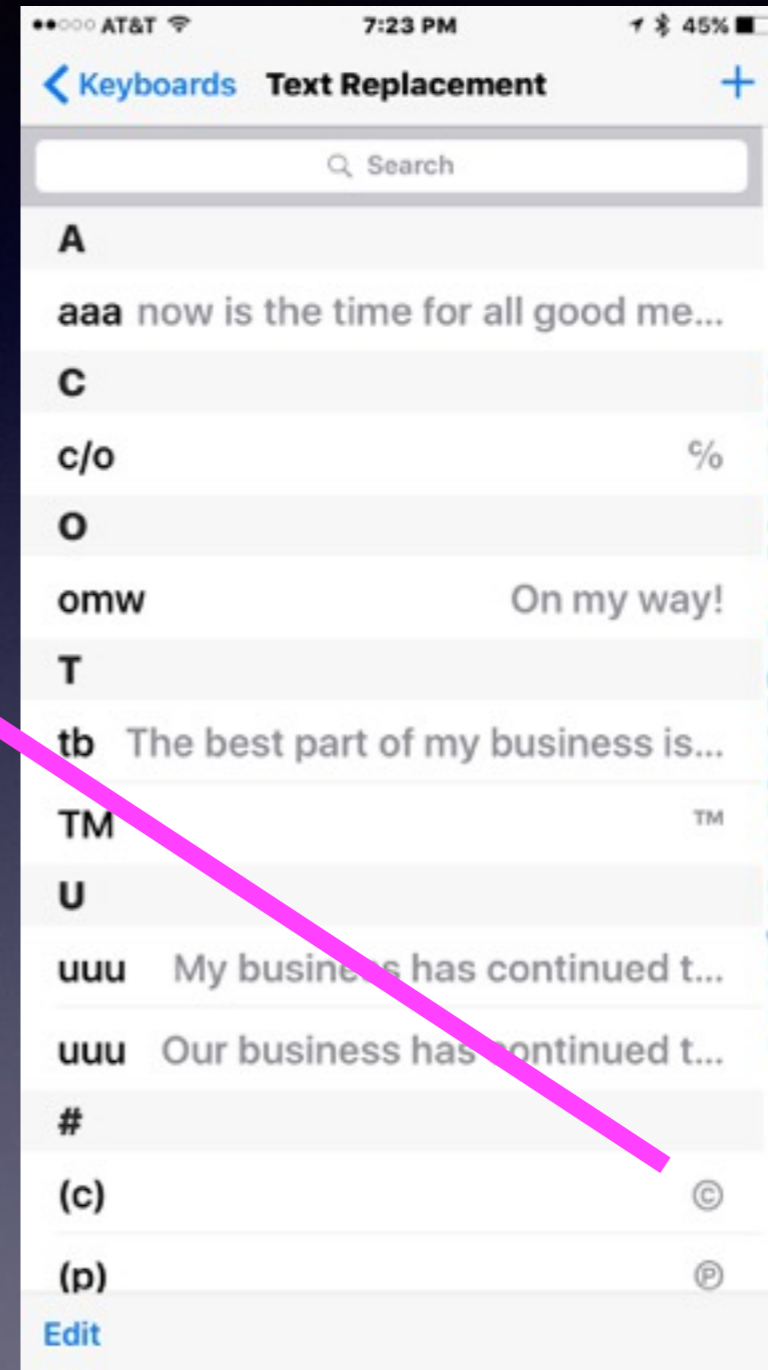 AT&T 7:23 PM 45%
Keyboards Text Replacement +
Search
A
aaa now is the time for all good me...
C
c/o ℅
O
omw On my way!
T
tb The best part of my business is...
TM ™
U
uuu My business has continued t...
uuu Our business has continued t...
#
(c) ©
(p) ℗
Edit